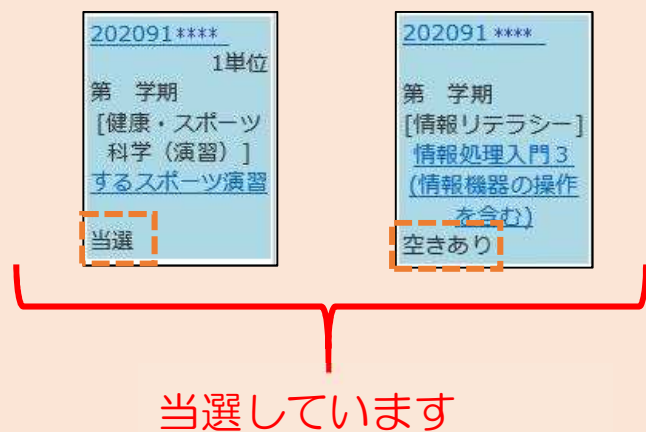 202091****
1単位
第　学期
[健康・スポーツ
科学（演習）]
するスポーツ演習
当選
202091 ****
第　学期
[情報リテラシー]
情報処理入門３
(情報機器の操作
を含む)
空きあり
当選しています